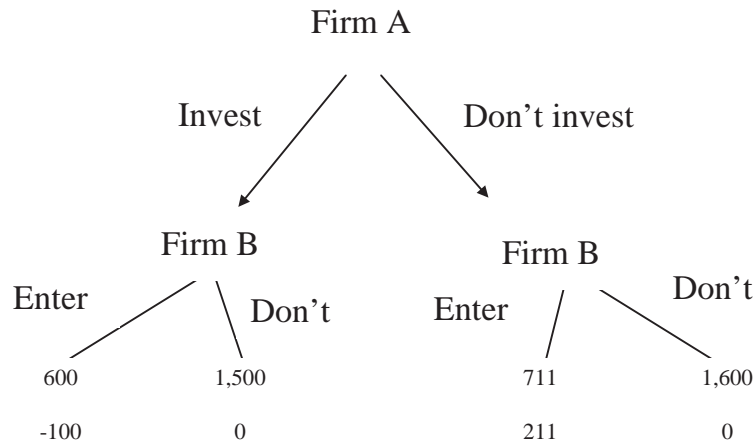 Firm A
Invest
Don't invest
Firm B
Firm B
Enter
Don't
Enter
Don't
600 1,500 711 1,600
-100 0 211 0